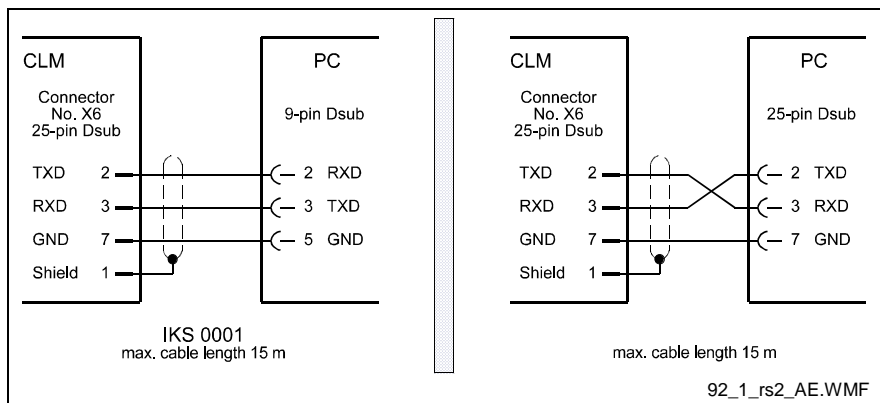 CLM
PC
Connector
No. X6
25-pin Dsub
9-pin Dsub
TXD 2 2 RXD
RXD 3 3 TXD
GND 7 5 GND
Shield 1
IKS 0001
max. cable length 15 m
CLM
PC
Connector
No. X6
25-pin Dsub
25-pin Dsub
TXD 2 2 TXD
RXD 3 3 RXD
GND 7 7 GND
Shield 1
max. cable length 15 m
92_1_rs2_AE.WMF